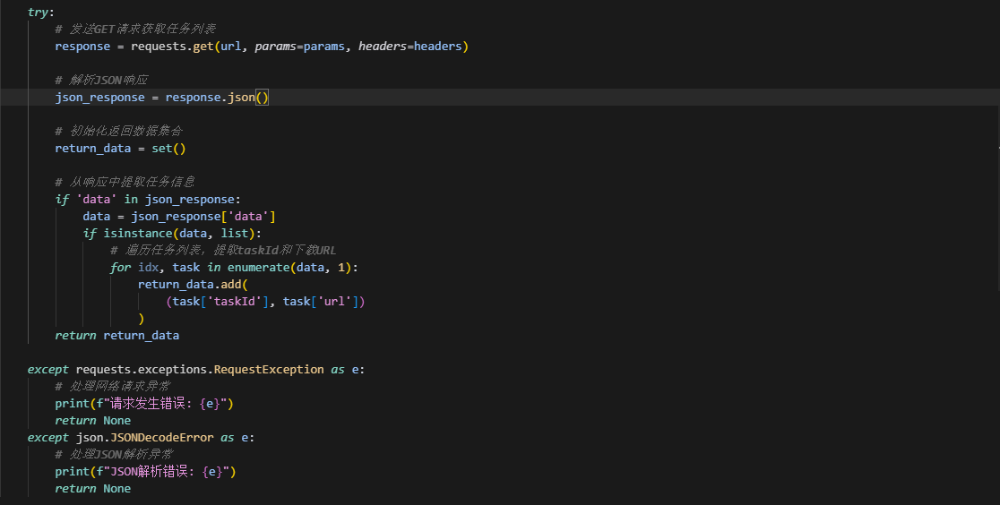 try:
# 发送GET请求获取任务列表
response = requests.get(url, params=params, headers=headers)
# 解析JSON响应
json_response = response.json()
# 初始化返回数据集合
return_data = set()
# 从响应中提取任务信息
if 'data' in json_response:
data = json_response['data']
if isinstance(data, list):
# 遍历任务列表，提取taskId和下载URL
for idx, task in enumerate(data, 1):
return_data.add(
(task['taskId'], task['url'])
)
return return_data
except requests.exceptions.RequestException as e:
# 处理网络请求异常
print(f"请求发生错误: {e}")
return None
except json.JSONDecodeError as e:
# 处理JSON解析异常
print(f"JSON解析错误: {e}")
return None